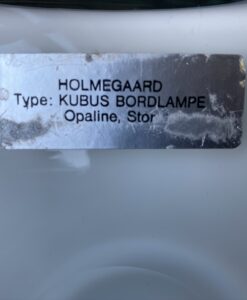 HOLMEGAARD
Type: KUBUS BORDLAMPE
Opaline, Stor